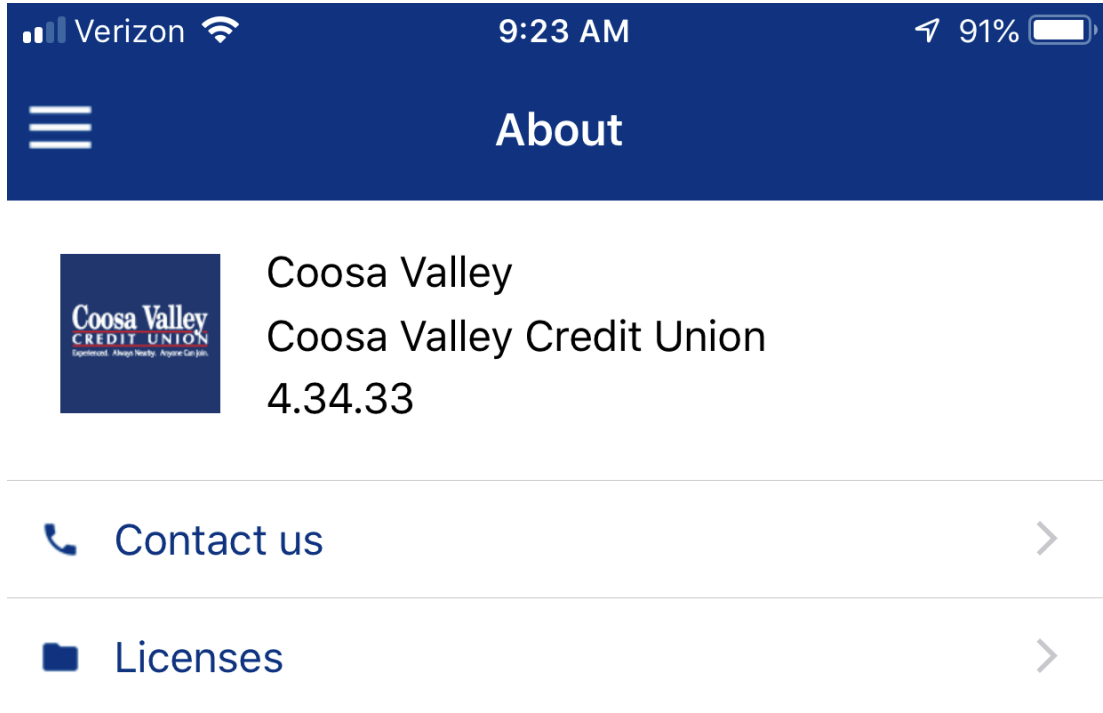 Verizon 9:23 AM 91%
About
Coosa Valley
CREDIT UNION
Experienced. Always Nearby. Anyone Can Join.
Coosa Valley
Coosa Valley Credit Union
4.34.33
Contact us
Licenses